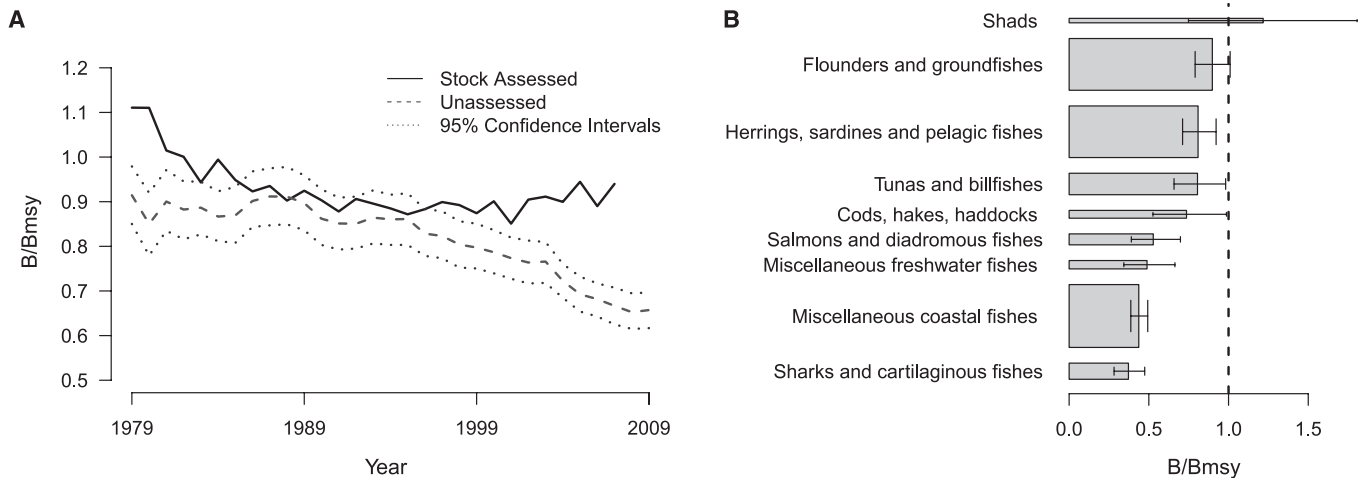 A
B/Bmsy
1.2
1.1
1.0
0.9
0.8
0.7
0.6
0.5
Stock Assessed
Unassessed
95% Confidence Intervals
1979
1989
1999
2009
Year
B
Shads
Flounders and groundfishes
Herrings, sardines and pelagic fishes
Tunas and billfishes
Cods, hakes, haddocks
Salmons and diadromous fishes
Miscellaneous freshwater fishes
Miscellaneous coastal fishes
Sharks and cartilaginous fishes
0.0
0.5
1.0
1.5
B/Bmsy